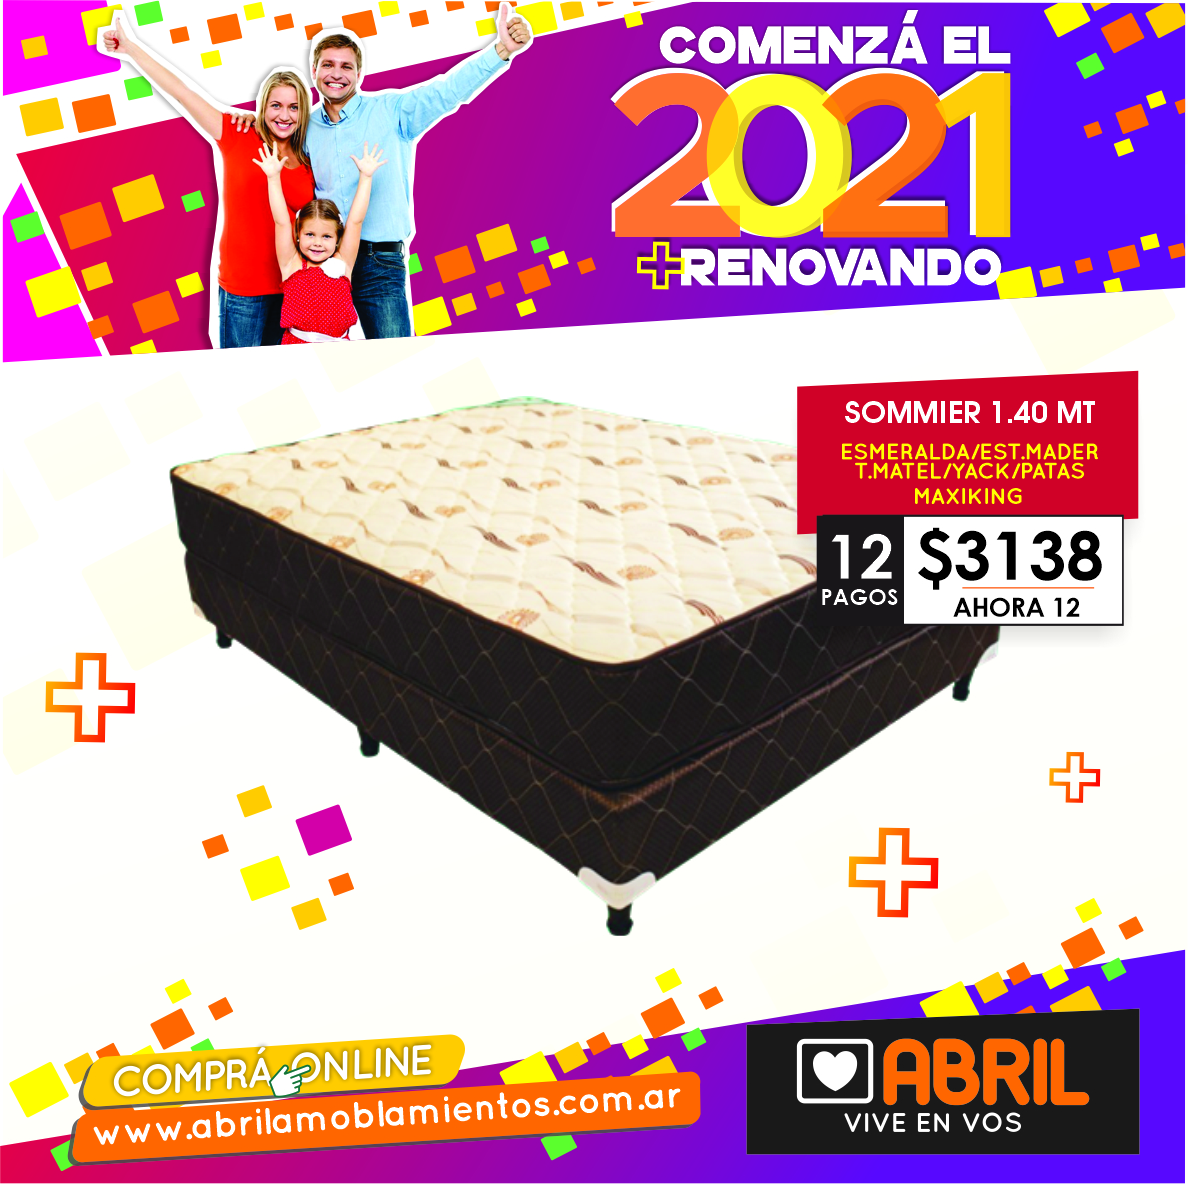 COMENZÁ EL
2021
+RENOVANDO
SOMMIER 1.40 MT
ESMERALDA/EST.MADER
T.MATEL/YACK/PATAS
MAXIKING
12
PAGOS
$3138
AHORA 12
COMPRÁ ONLINE
www.abrilamoblamientos.com.ar
ABRIL
VIVE EN VOS